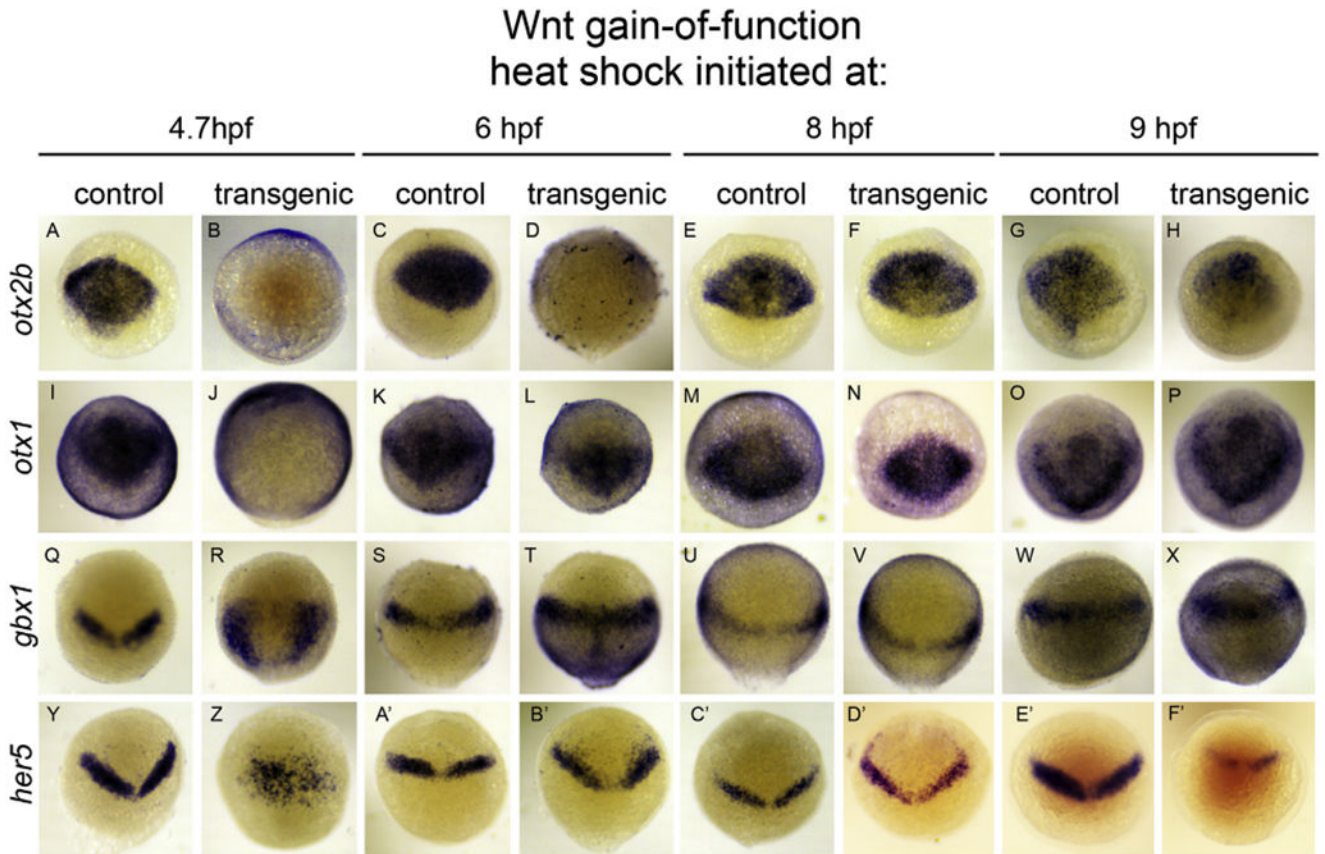 Wnt gain-of-function
heat shock initiated at:
4.7hpf 6 hpf 8 hpf 9 hpf
control transgenic control transgenic control transgenic control transgenic
otx2b A B C D E F G H
otx1 I J K L M N O P
gbx1 Q R S T U V W X
her5 Y Z A' B' C' D' E' F'